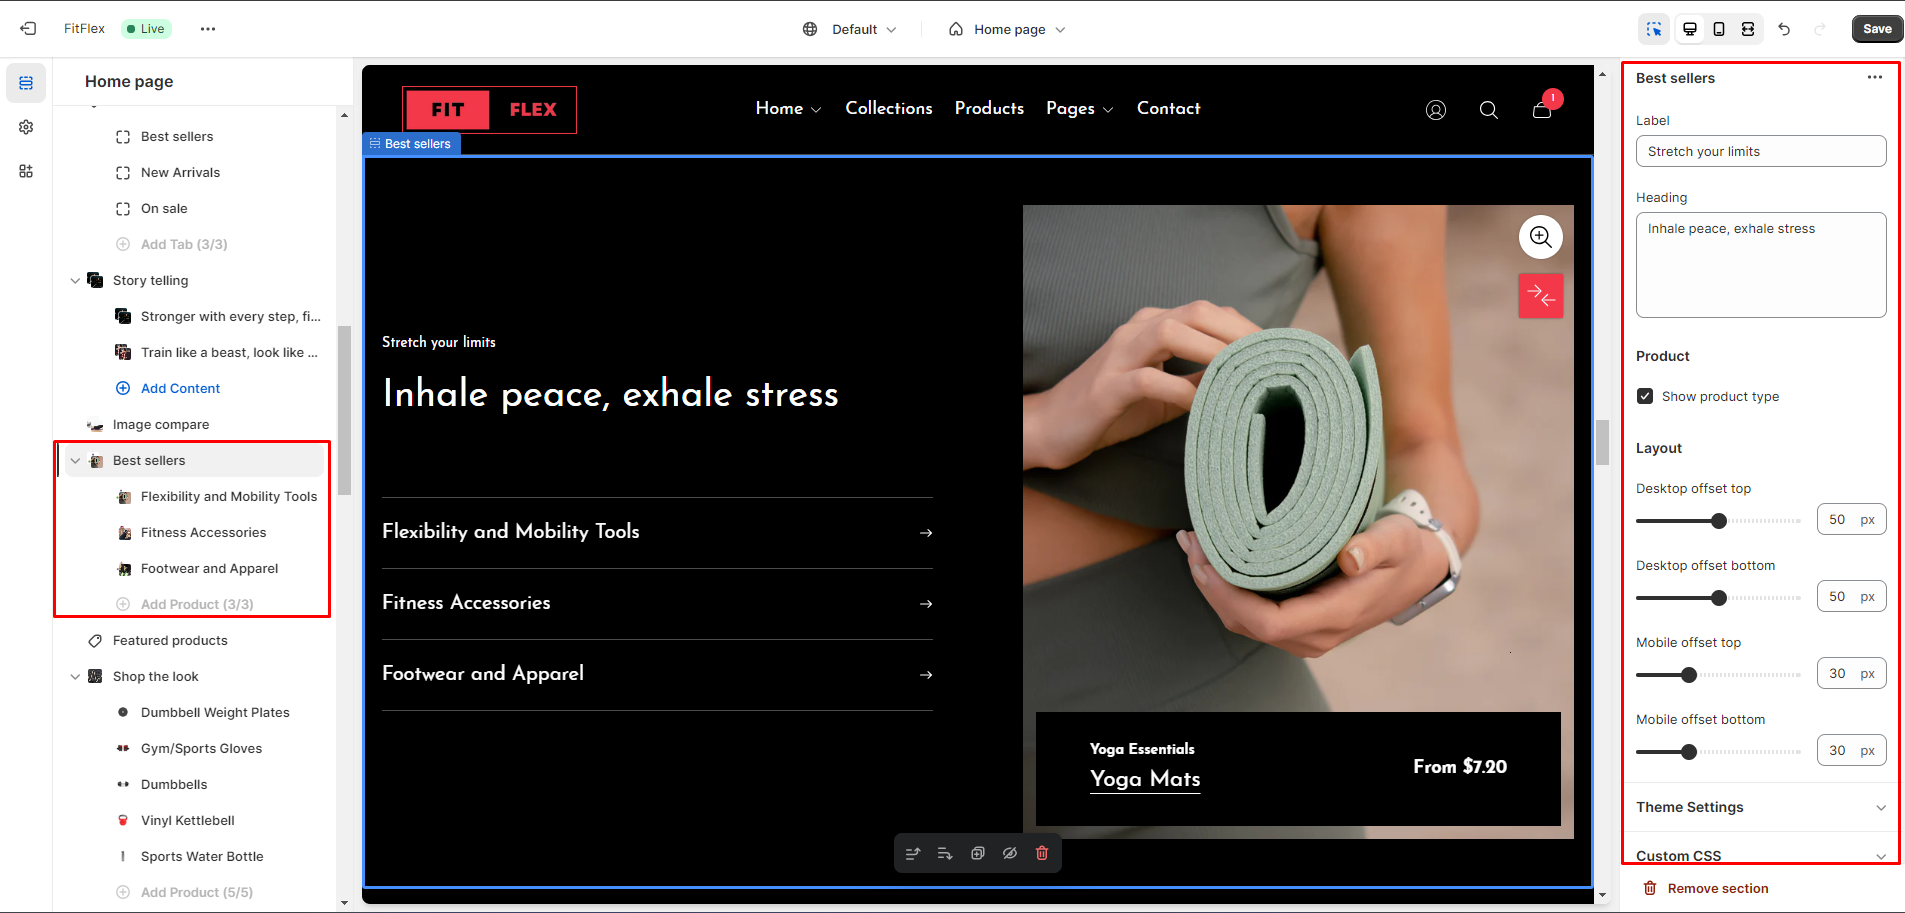 FitFlex
Live
Default
Home page
Save
Home page
Best sellers
New Arrivals
On sale
Add Tab (3/3)
Story telling
Stronger with every step, fi...
Train like a beast, look like ...
Add Content
Image compare
Best sellers
Flexibility and Mobility Tools
Fitness Accessories
Footwear and Apparel
Add Product (3/3)
Featured products
Shop the look
Dumbbell Weight Plates
Gym/Sports Gloves
Dumbbells
Vinyl Kettlebell
Sports Water Bottle
Add Product (5/5)
FIT FLEX
Home
Collections
Products
Pages
Contact
1
Best sellers
Stretch your limits
Inhale peace, exhale stress
Flexibility and Mobility Tools
Fitness Accessories
Footwear and Apparel
Yoga Essentials
Yoga Mats
From $7.20
Best sellers
Label
Stretch your limits
Heading
Inhale peace, exhale stress
Product
Show product type
Layout
Desktop offset top
50 px
Desktop offset bottom
50 px
Mobile offset top
30 px
Mobile offset bottom
30 px
Theme Settings
Custom CSS
Remove section